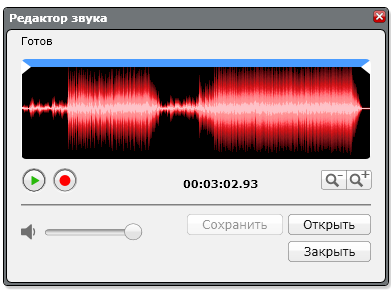 Редактор звука
Готов
00:03:02.93
Сохранить
Открыть
Закрыть